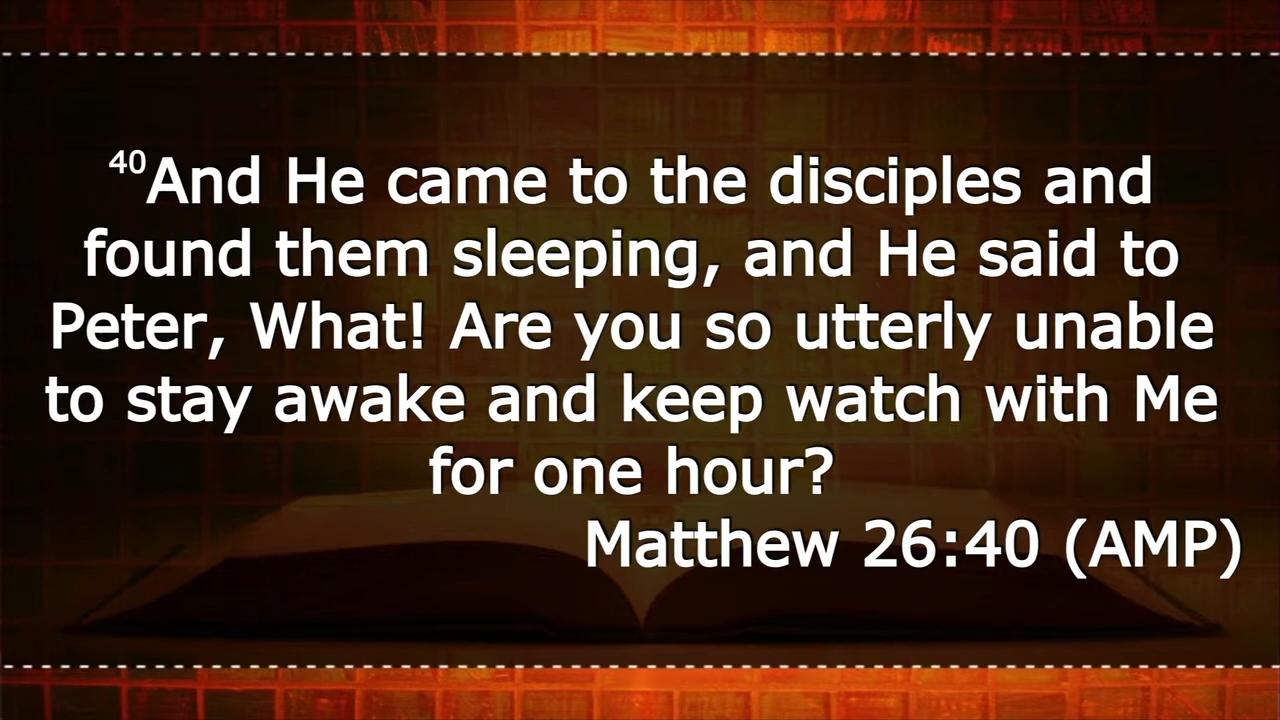 40And He came to the disciples and
found them sleeping, and He said to
Peter, What! Are you so utterly unable
to stay awake and keep watch with Me
for one hour?
Matthew 26:40 (AMP)